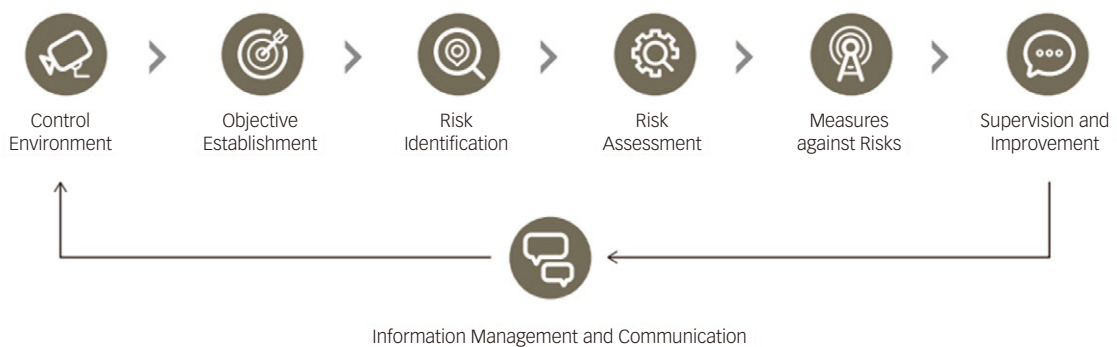 Control
Environment
Objective
Establishment
Risk
Identification
Risk
Assessment
Measures
against Risks
Supervision and
Improvement
Information Management and Communication